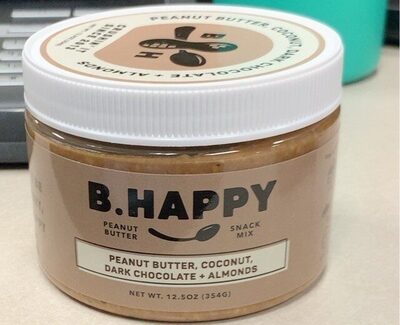 PEANUT BUTTER, COCONUT, DARK CHOCOLATE + ALMONDS
B
H
B.HAPPY
PEANUT
BUTTER
SNACK
MIX
PEANUT BUTTER, COCONUT,
DARK CHOCOLATE + ALMONDS
NET WT. 12.5OZ (354G)